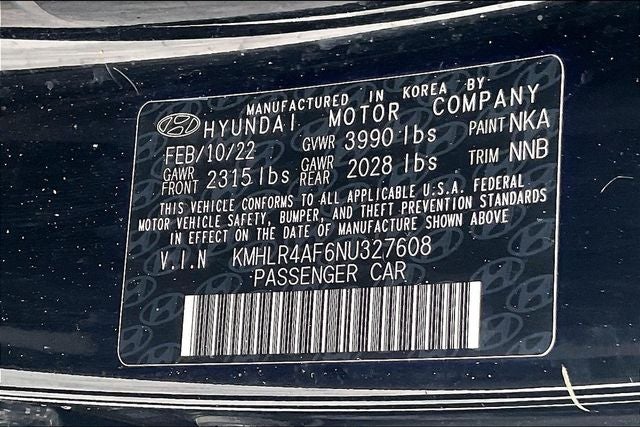 MANUFACTURED IN KOREA BY:
HYUNDAI MOTOR COMPANY
FEB/10/22 GVWR 3990 lbs PAINT NKA
GAWR FRONT 2315 lbs GAWR REAR 2028 lbs TRIM NNB
THIS VEHICLE CONFORMS TO ALL APPLICABLE U.S.A. FEDERAL
MOTOR VEHICLE SAFETY, BUMPER, AND THEFT PREVENTION STANDARDS
IN EFFECT ON THE DATE OF MANUFACTURE SHOWN ABOVE
V.I.N KMHLR4AF6NU327608
PASSENGER CAR